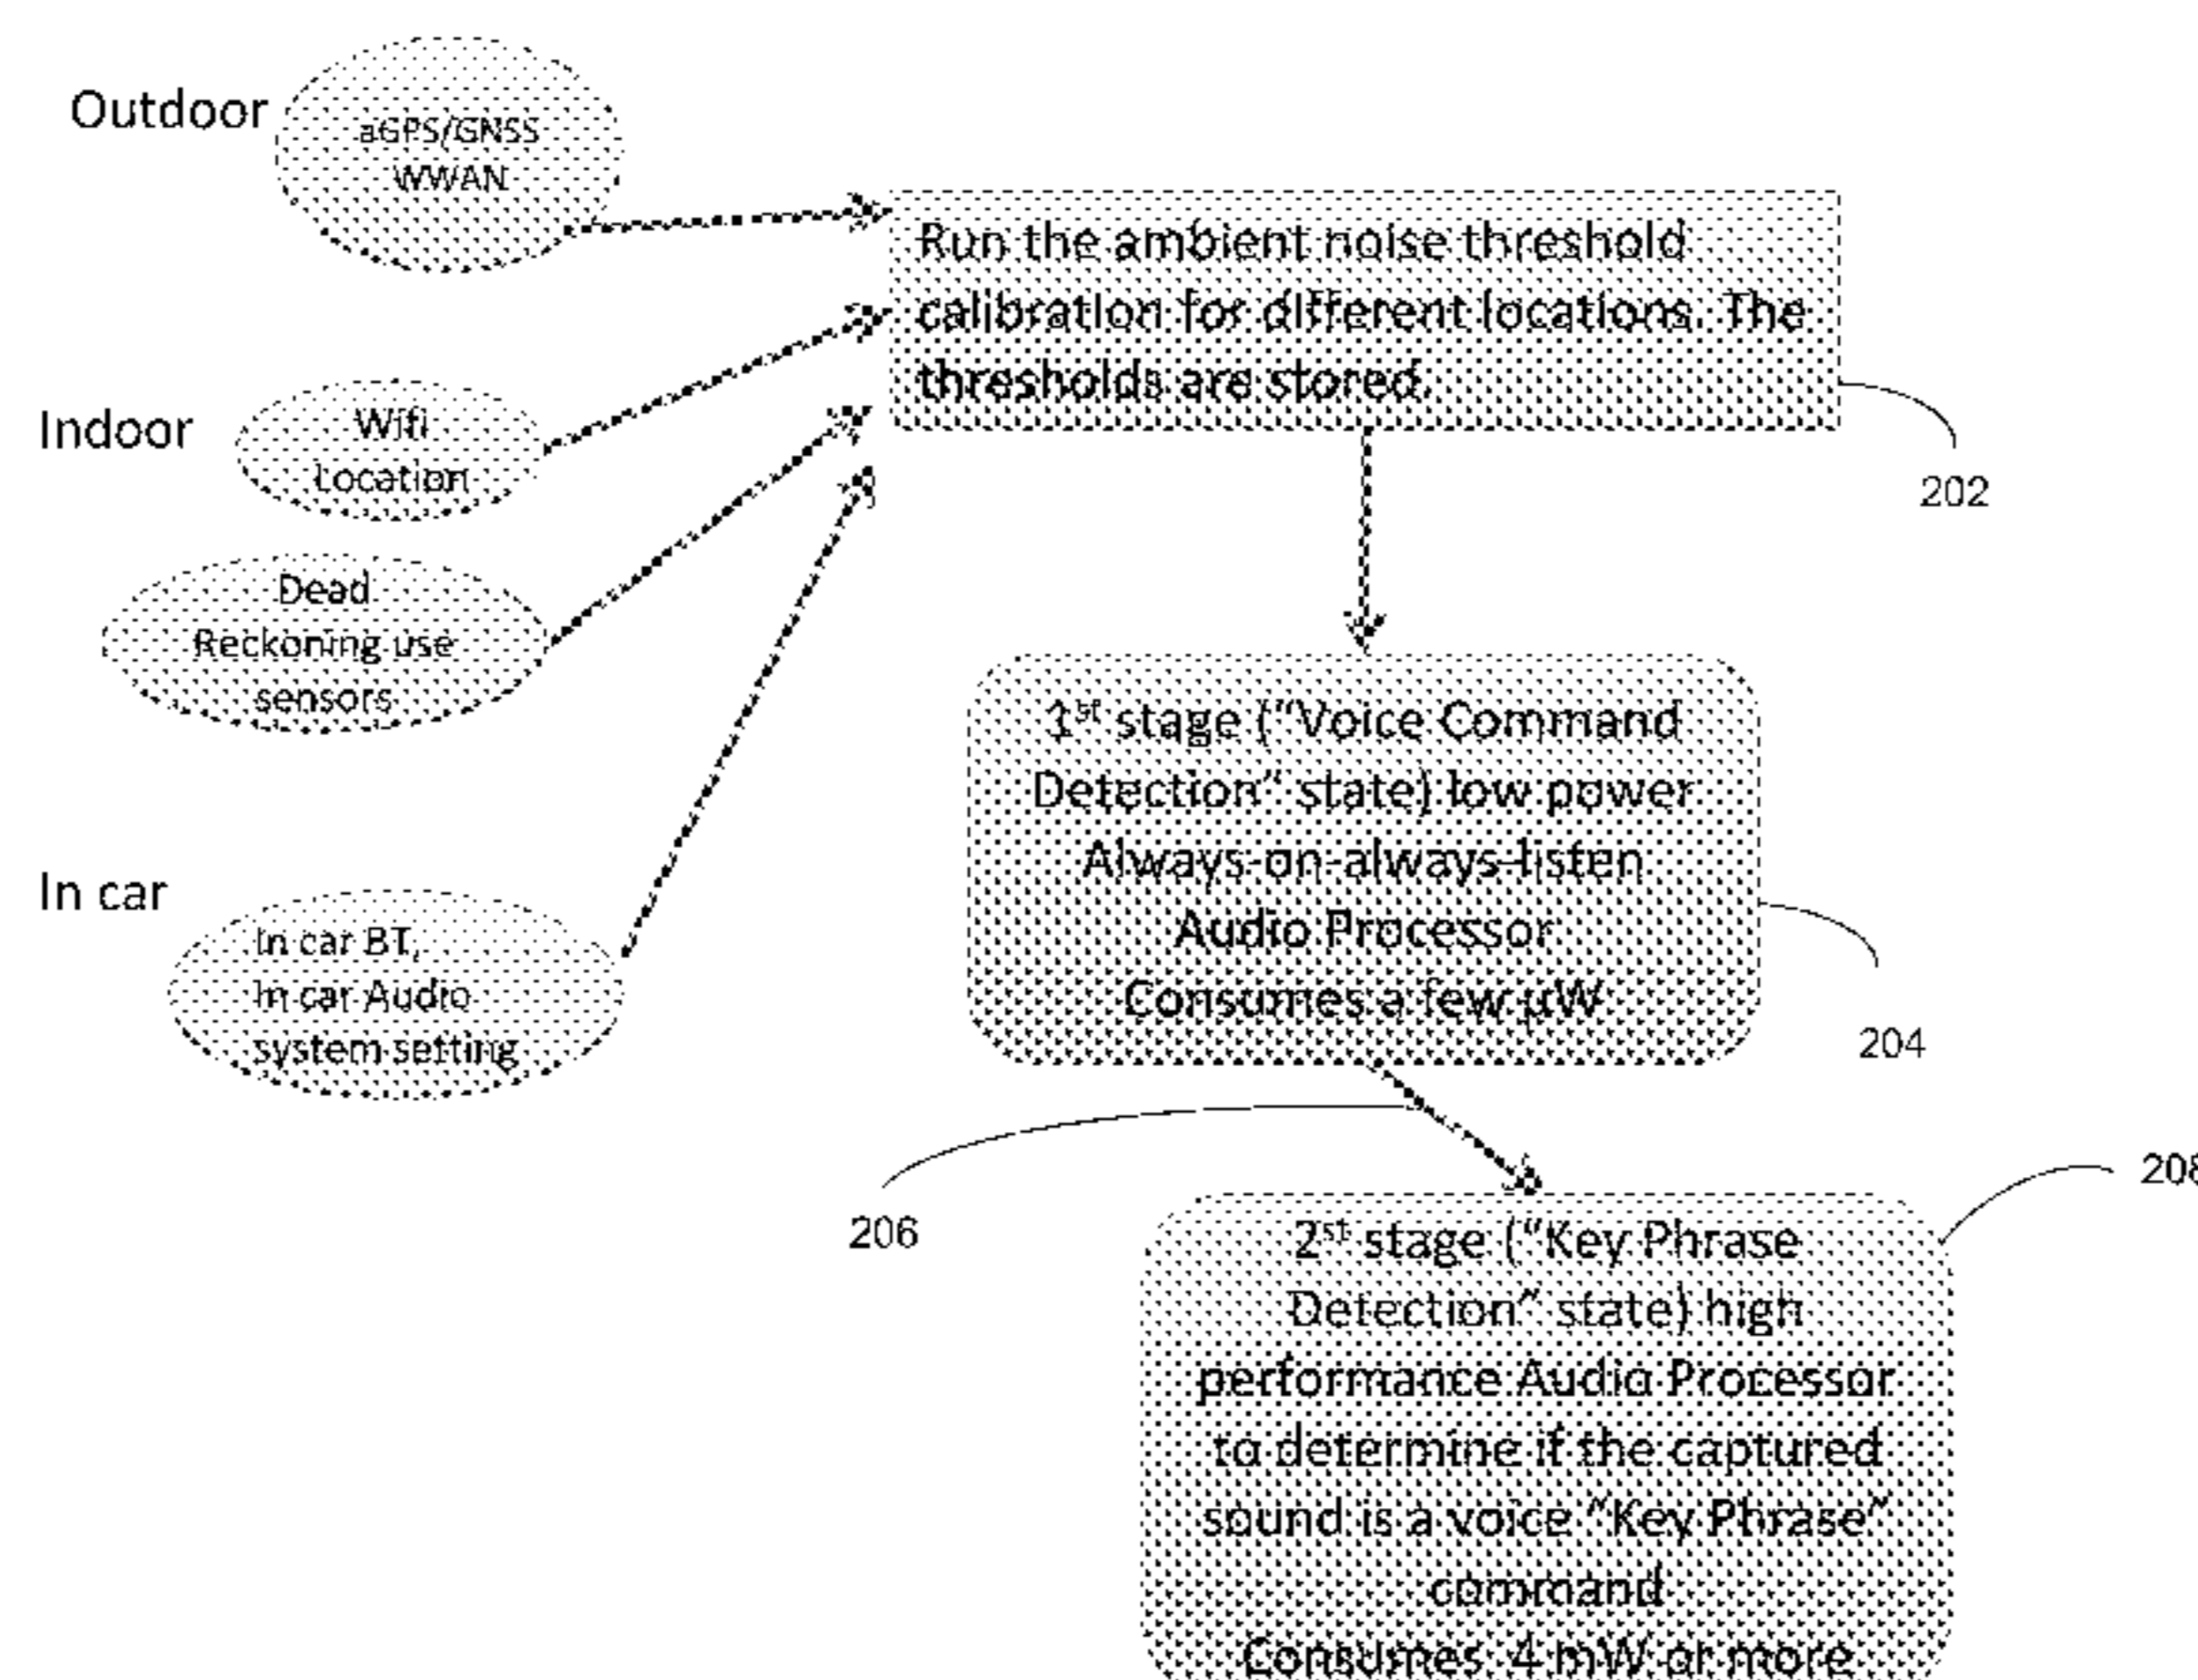 Outdoor
aGPS/GNSS
WWAN
Run the ambient noise threshold
calibration for different locations. The
thresholds are stored.
202
Indoor
Wifi
Location
Dead
Reckoning use
sensors
1st stage ("Voice Command
Detection" state) low power
Always-on-always-listen
Audio Processor
Consumes a few µW
204
In car
In car BT,
In car Audio
system setting
206
208
2st stage ("Key Phrase
Detection" state) high
performance Audio Processor
to determine if the captured
sound is a voice "Key Phrase"
command
Consumes 4 mW or more